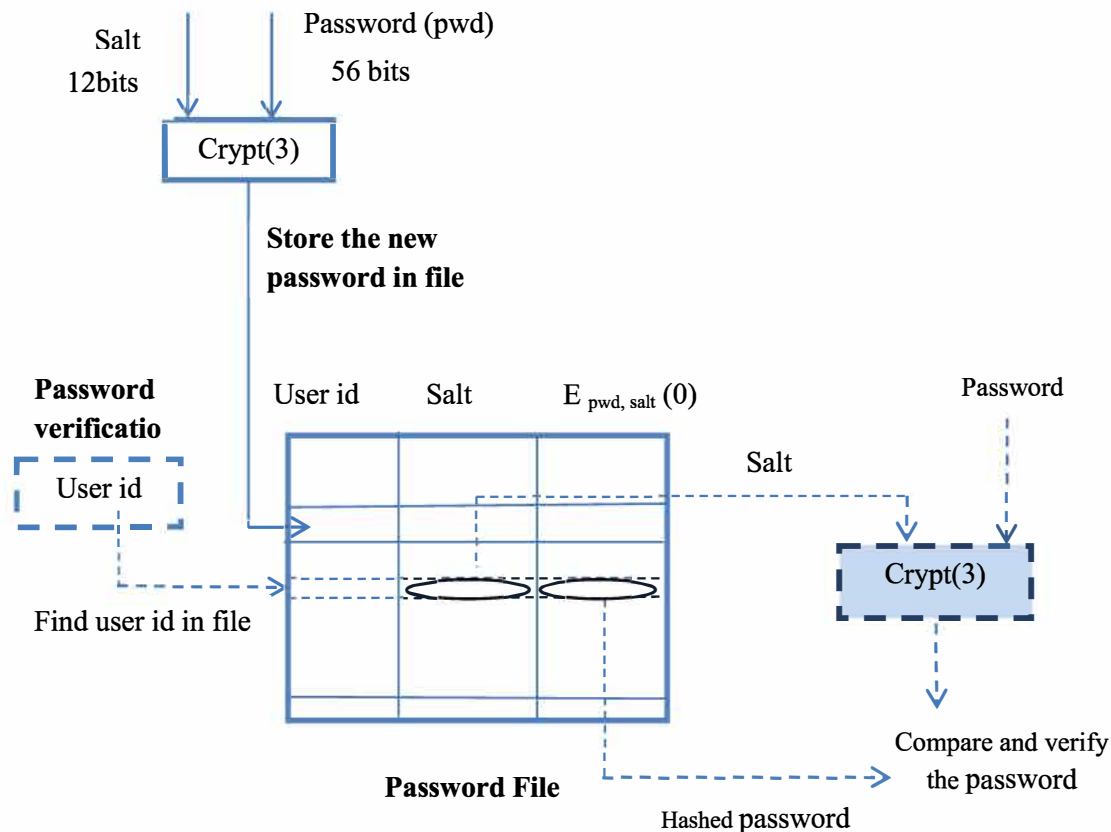 Salt
12bits
Password (pwd)
56 bits
Crypt(3)
Store the new
password in file
Password
verificatio
User id
Find user id in file
User id Salt E pwd, salt (0)
Salt
Password
Crypt(3)
Compare and verify
the password
Hashed password
Password File